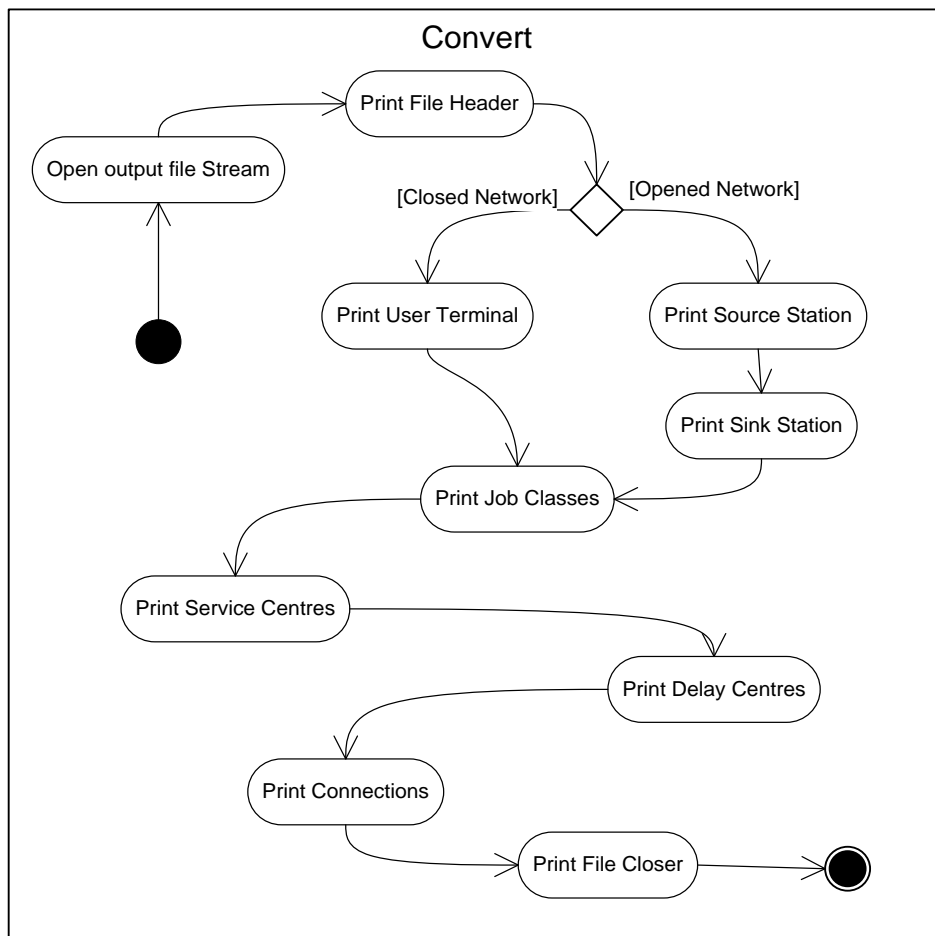 Convert
Print File Header
Open output file Stream
[Closed Network]
[Opened Network]
Print User Terminal
Print Source Station
Print Sink Station
Print Job Classes
Print Service Centres
Print Delay Centres
Print Connections
Print File Closer